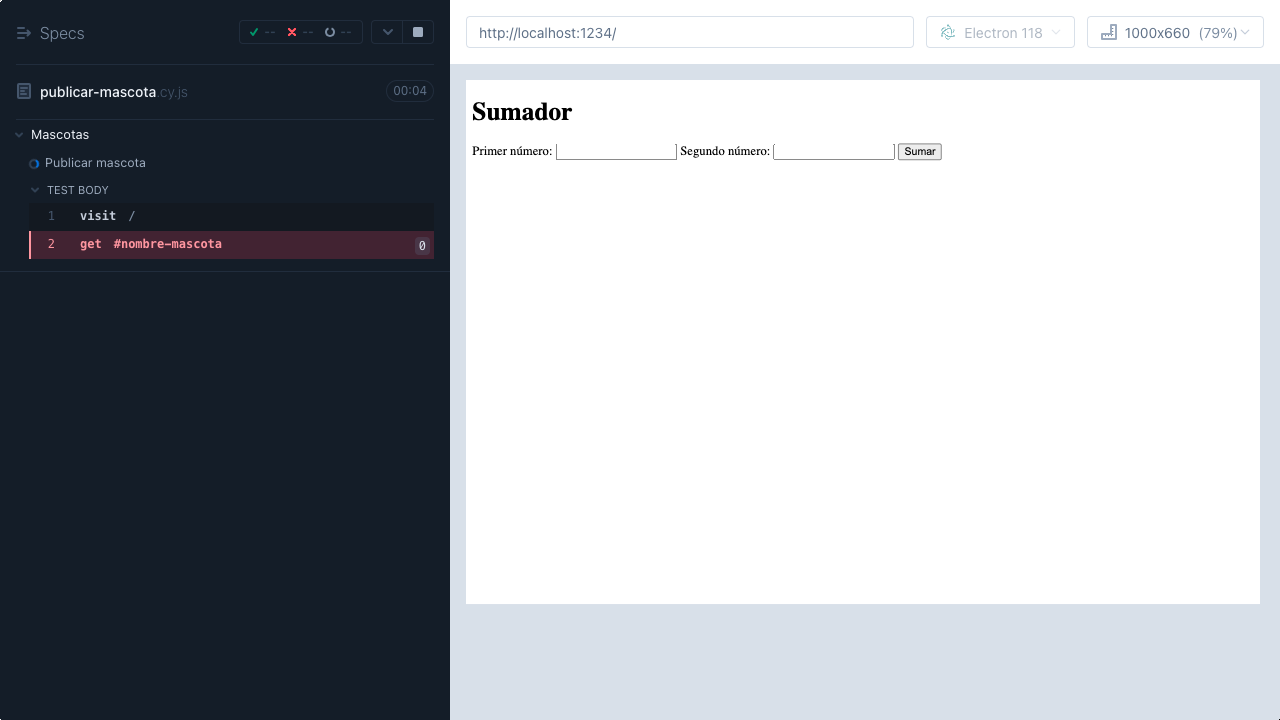 Specs
-- -- --
publicar-mascota.cy.js 00:04
Mascotas
Publicar mascota
TEST BODY
1 visit /
2 get #nombre-mascota 0
http://localhost:1234/ Electron 118 1000x660 (79%)
Sumador
Primer número: Segundo número: Sumar